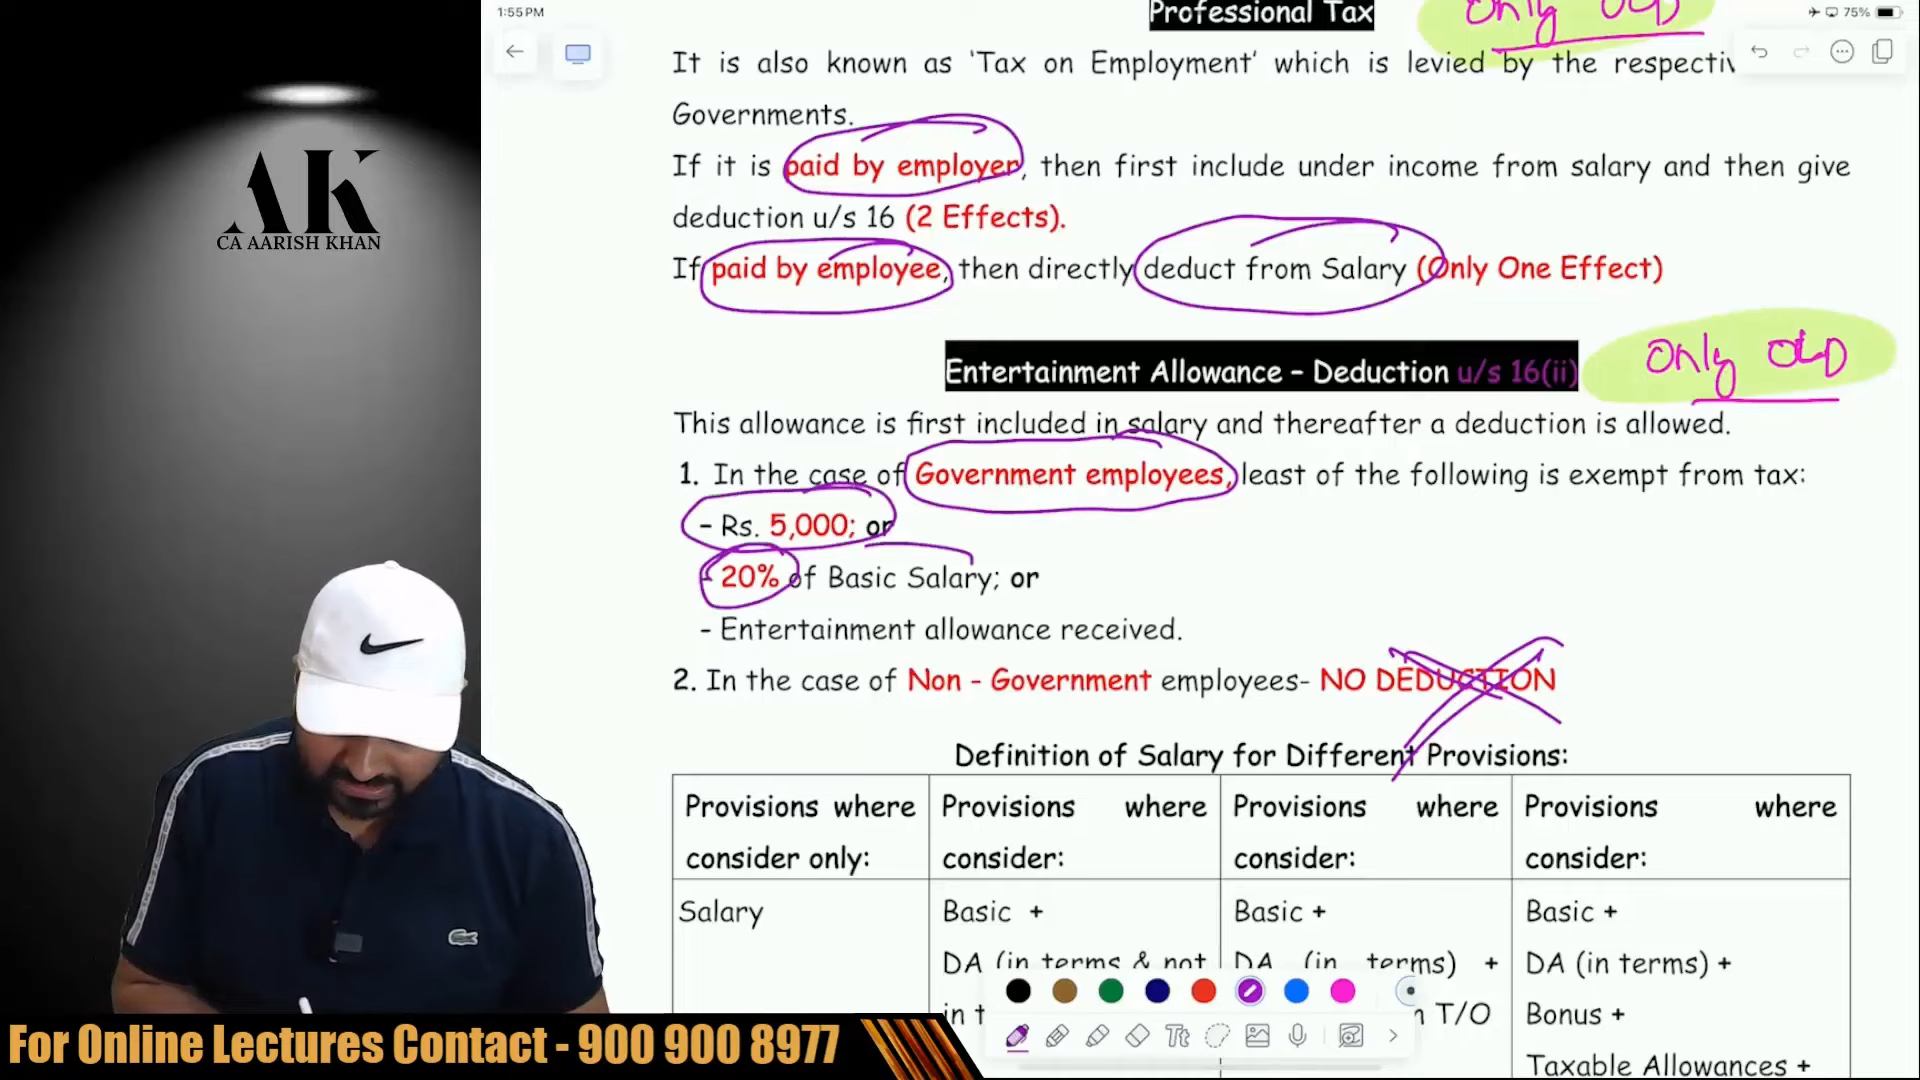 1:55PM
75%
Professional Tax
Only OLD
It is also known as ‘Tax on Employment’ which is levied by the
Governments.
If it is paid by employer, then first include under income from salary and then give
deduction u/s 16 (2 Effects).
If paid by employee, then directly deduct from Salary (Only One Effect)
Entertainment Allowance – Deduction u/s 16(ii)
Only OLD
This allowance is first included in salary and thereafter a deduction is allowed.
1. In the case of Government employees, least of the following is exempt from tax:
- Rs. 5,000; or
- 20% of Basic Salary; or
- Entertainment allowance received.
2. In the case of Non - Government employees- NO DEDUCTION
Definition of Salary for Different Provisions:
Provisions where consider only:
Provisions where consider:
Provisions where consider:
Provisions where consider:
Salary
Basic +
DA (in terms & not
Basic +
DA (in terms) +
T/O
Basic +
DA (in terms) +
Bonus +
Taxable Allowances +
Tt
AK
CA AARISH KHAN
For Online Lectures Contact - 900 900 8977